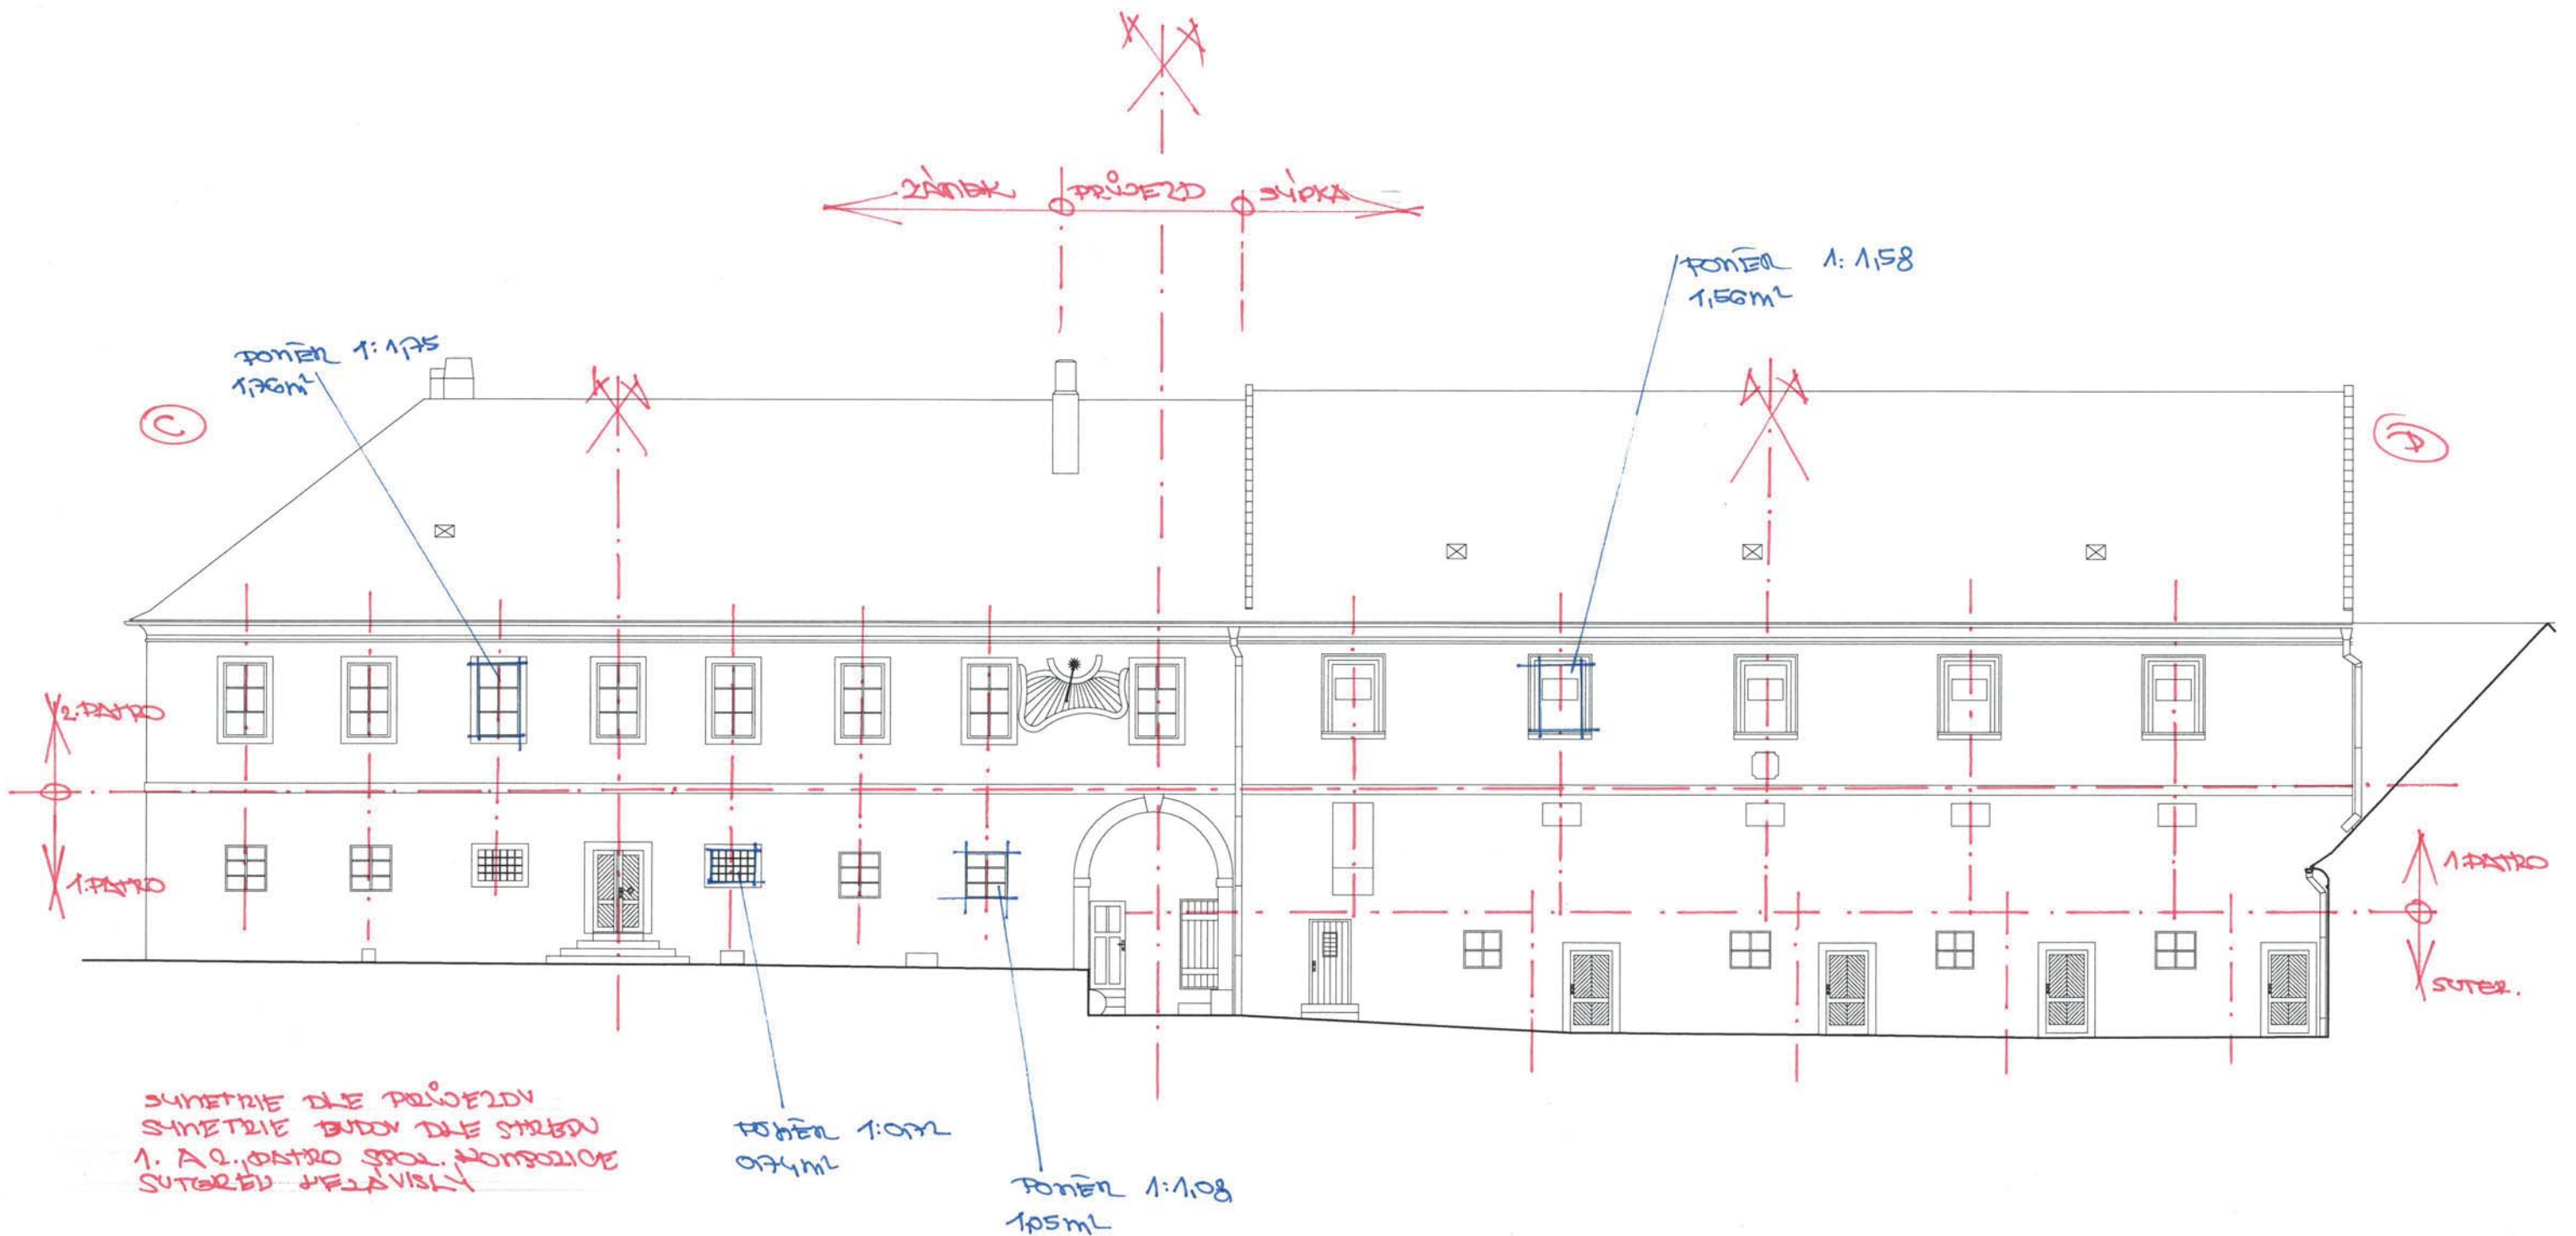 ZÁMEK PRŮJEZD SÝPKA
POMĚR 1:1,58
1,56m²
POMĚR 1:1,75
1,76m²
C
D
2.PATRO
1.PATRO
1.PATRO
SUTER.
SYMETRIE DLE PRŮJEZDU
SYMETRIE BUDOV DLE STŘEDU
1. A 2. PATRO SPOL. KOMPOZICE
SUTERÉN NEZÁVISLÝ
POMĚR 1:0,72
0,74m²
POMĚR 1:1,08
1,05m²